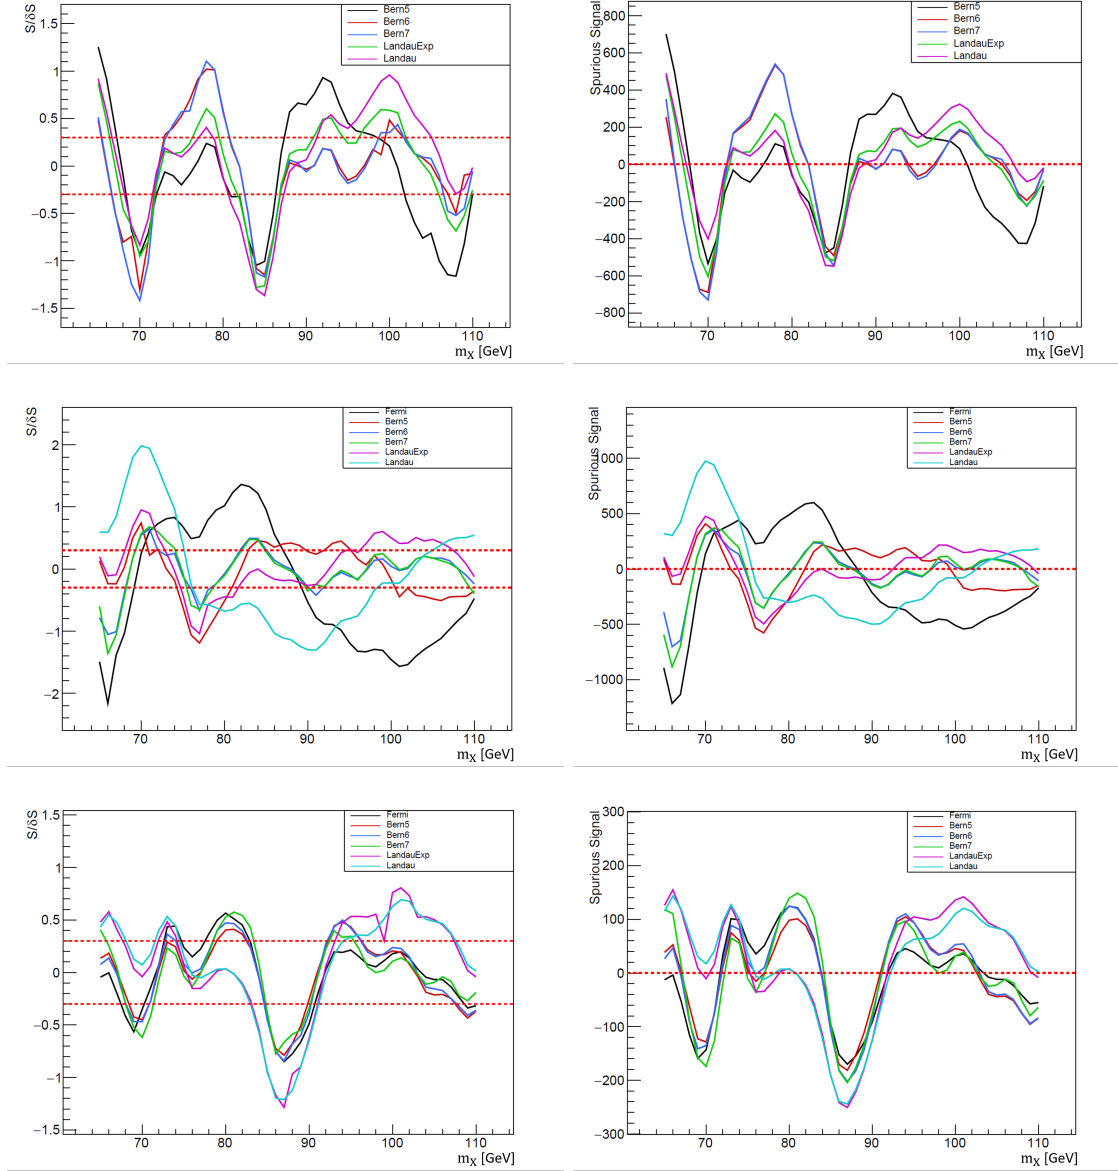 S/δS
1.5
1
0.5
0
−0.5
−1
−1.5
70 80 90 100 110
m_X [GeV]
Bern5
Bern6
Bern7
LandauExp
Landau
Spurious Signal
800
600
400
200
0
−200
−400
−600
−800
70 80 90 100 110
m_X [GeV]
Bern5
Bern6
Bern7
LandauExp
Landau
S/δS
2
1
0
−1
−2
70 80 90 100 110
m_X [GeV]
Fermi
Bern5
Bern6
Bern7
LandauExp
Landau
Spurious Signal
1000
500
0
−500
−1000
70 80 90 100 110
m_X [GeV]
Fermi
Bern5
Bern6
Bern7
LandauExp
Landau
S/δS
1.5
1
0.5
0
−0.5
−1
−1.5
70 80 90 100 110
m_X [GeV]
Fermi
Bern5
Bern6
Bern7
LandauExp
Landau
Spurious Signal
300
200
100
0
−100
−200
−300
70 80 90 100 110
m_X [GeV]
Fermi
Bern5
Bern6
Bern7
LandauExp
Landau